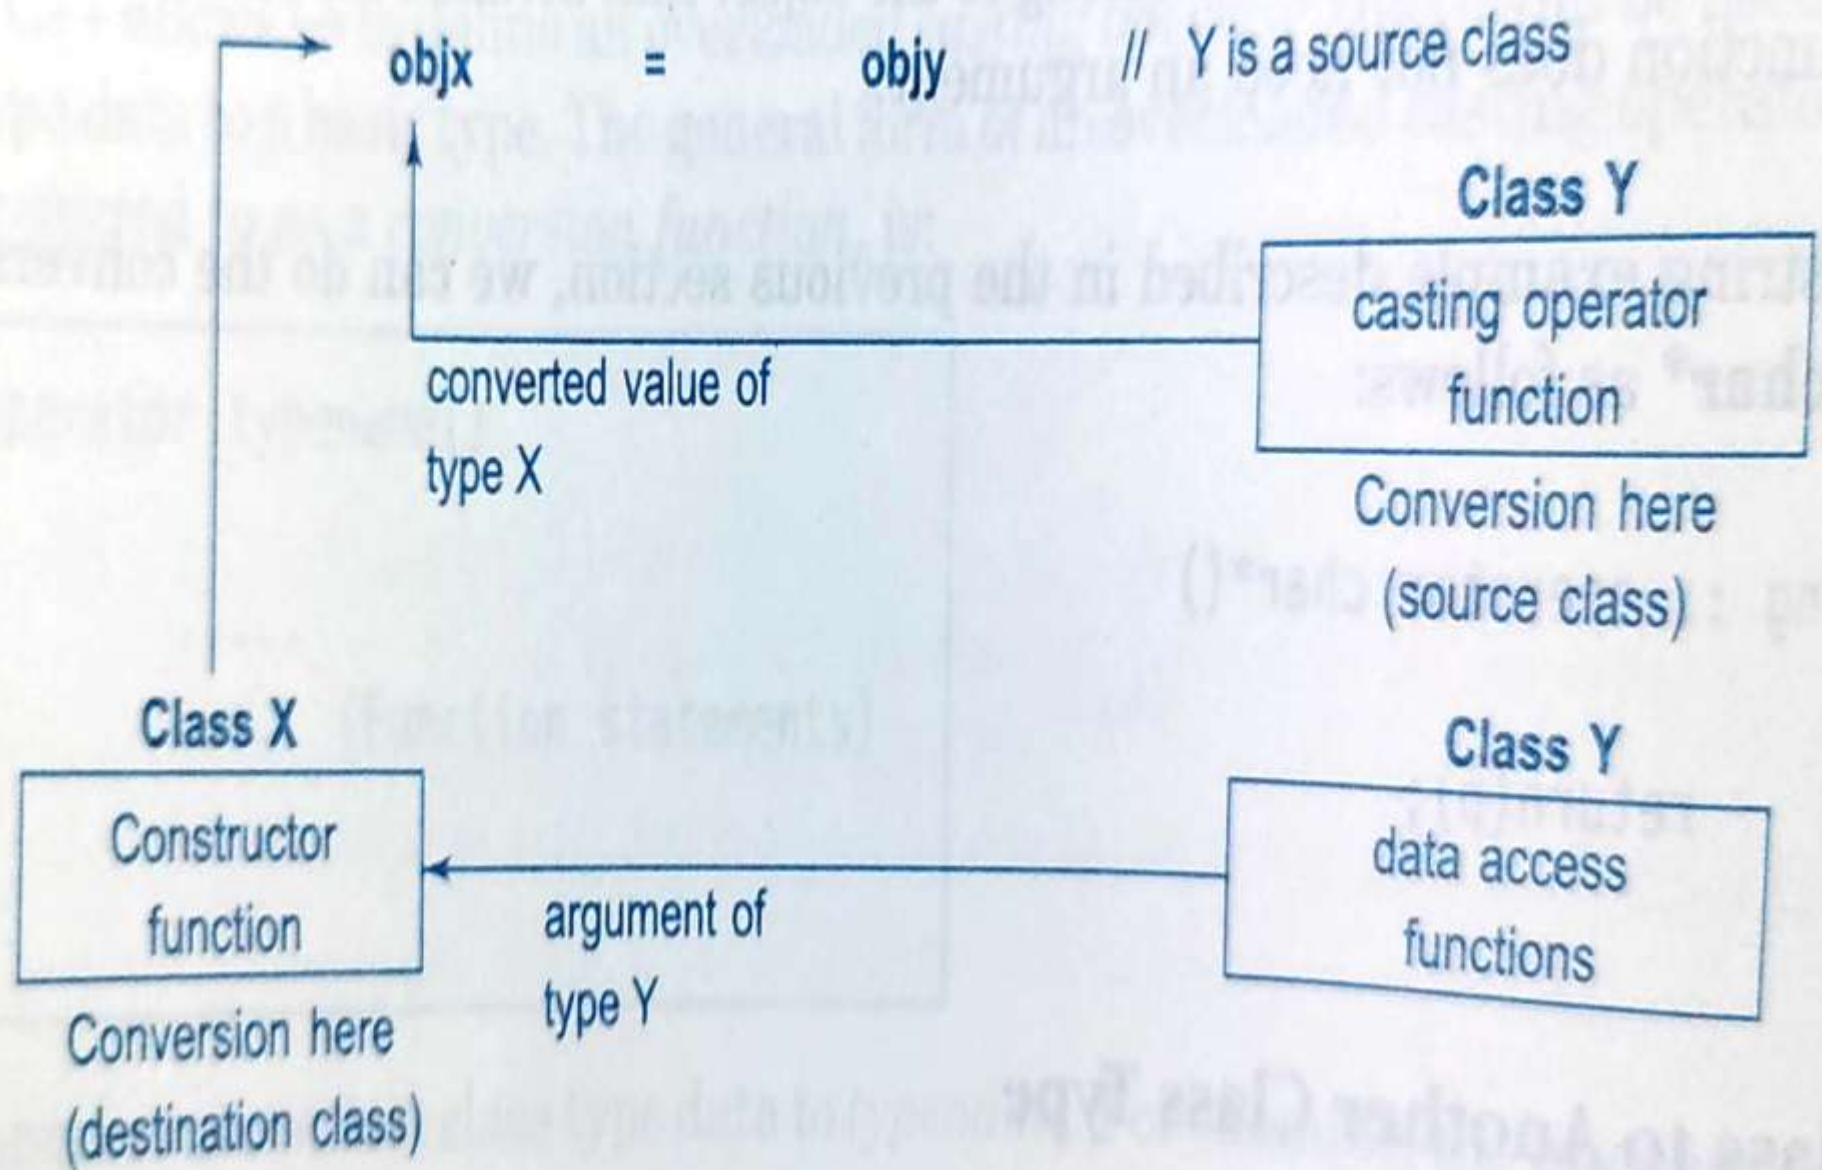 objx = objy // Y is a source class
Class Y
casting operator
function
converted value of
type X
Conversion here
(source class)
Class X
Constructor
function
Conversion here
(destination class)
argument of
type Y
Class Y
data access
functions